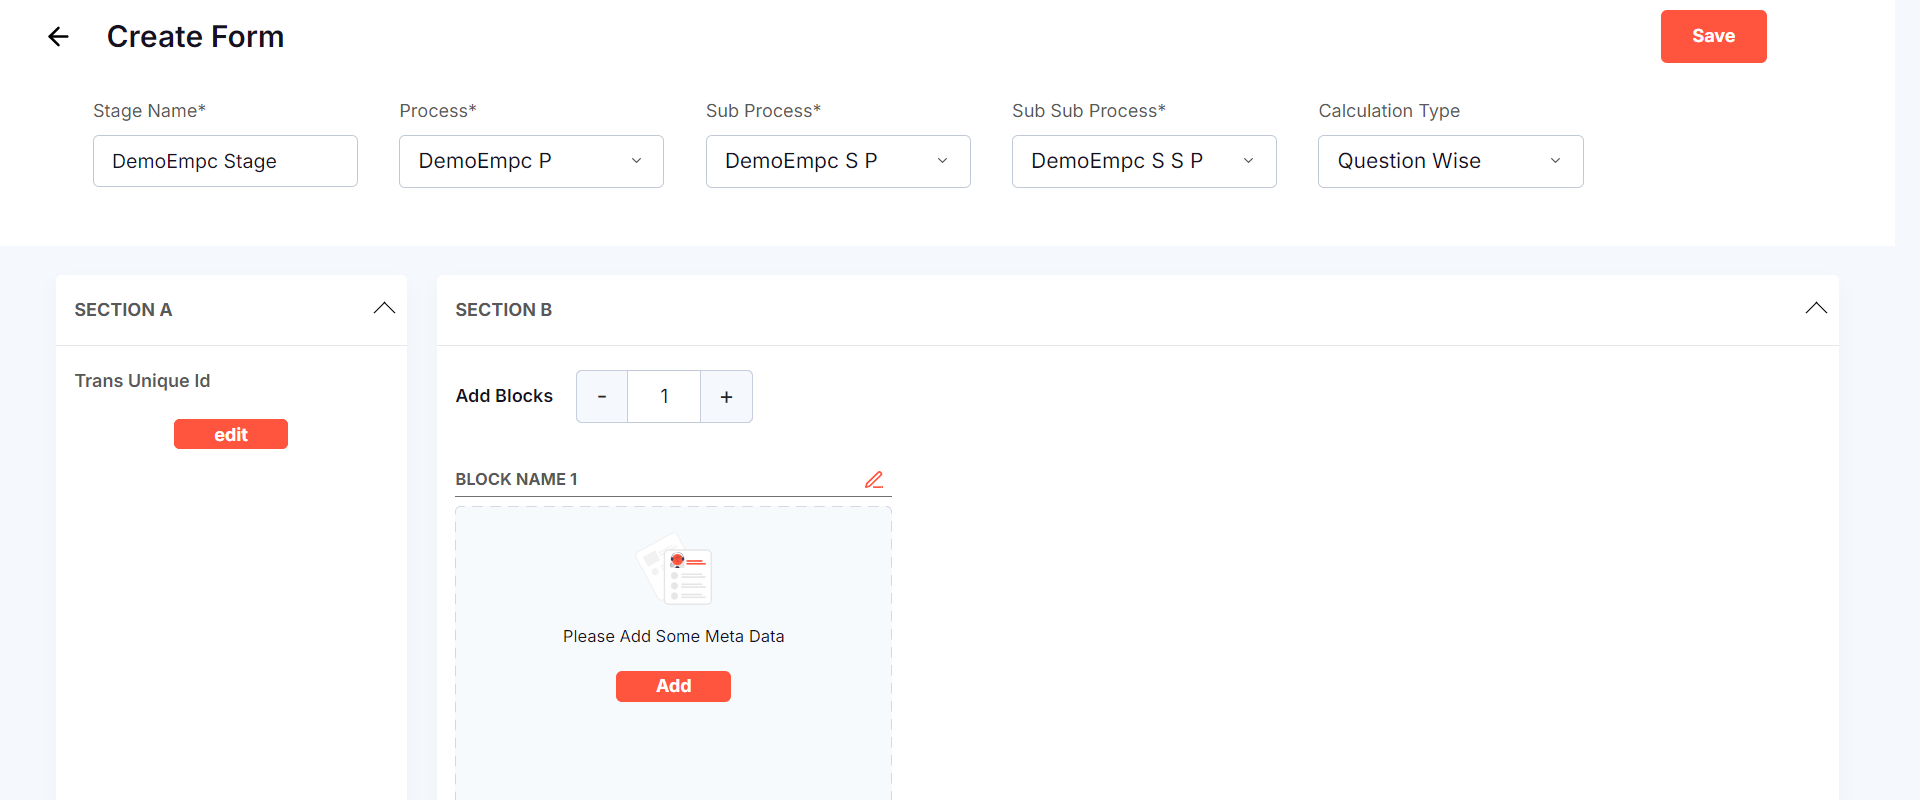 Create Form
Save
Stage Name*
Process*
Sub Process*
Sub Sub Process*
Calculation Type
DemoEmpc Stage
DemoEmpc P
DemoEmpc S P
DemoEmpc S S P
Question Wise
SECTION A
Trans Unique Id
edit
SECTION B
Add Blocks
-
1
+
BLOCK NAME 1
Please Add Some Meta Data
Add